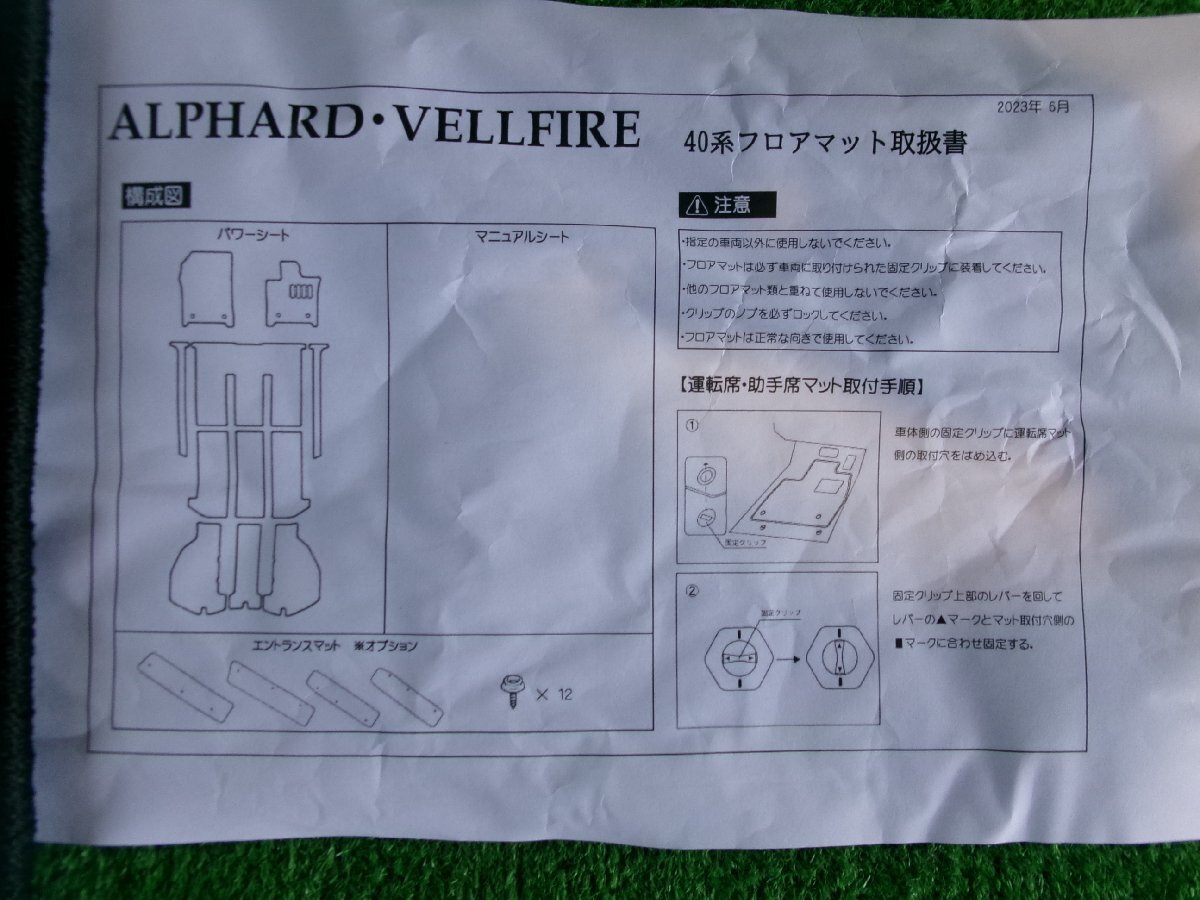 2023年 6月
ALPHARD・VELLFIRE
40系フロアマット取扱書
構成図
パワーシート
マニュアルシート
エントランスマット ※オプション
× 12
注意
・指定の車両以外に使用しないでください。
・フロアマットは必ず車両に取り付けられた固定クリップに装着してください。
・他のフロアマット類と重ねて使用しないでください。
・クリップのノブを必ずロックしてください。
・フロアマットは正常な向きで使用してください。
【運転席・助手席マット取付手順】
①
固定クリップ
車体側の固定クリップに運転席マット
側の取付穴をはめ込む。
②
固定クリップ
固定クリップ上部のレバーを回して
レバーの▲マークとマット取付穴側の
■マークに合わせ固定する。